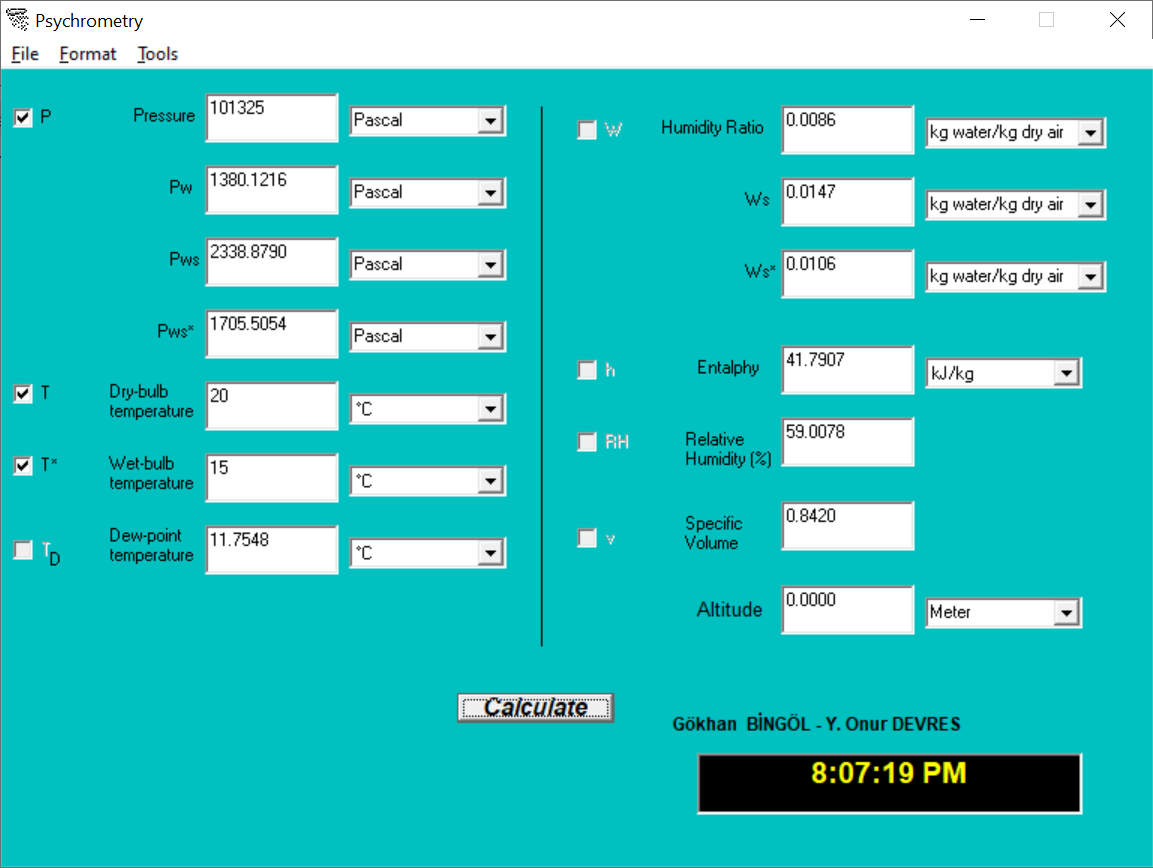 Psychrometry
File Format Tools
P Pressure 101325 Pascal
Pw 1380.1216 Pascal
Pws 2338.8790 Pascal
Pws* 1705.5054 Pascal
T Dry-bulb temperature 20 °C
T* Wet-bulb temperature 15 °C
TD Dew-point temperature 11.7548 °C
W Humidity Ratio 0.0086 kg water/kg dry air
Ws 0.0147 kg water/kg dry air
Ws* 0.0106 kg water/kg dry air
h Entalphy 41.7907 kJ/kg
RH Relative Humidity (%) 59.0078
v Specific Volume 0.8420
Altitude 0.0000 Meter
Calculate
Gökhan BİNGÖL - Y. Onur DEVRES
8:07:19 PM